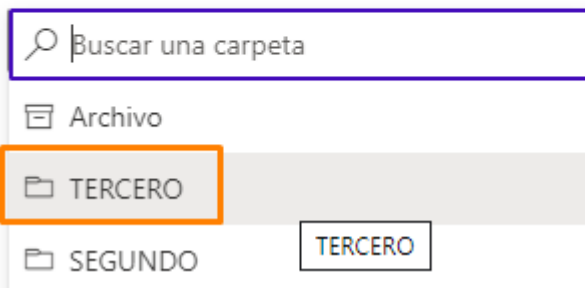 Buscar una carpeta
Archivo
TERCERO
SEGUNDO
TERCERO